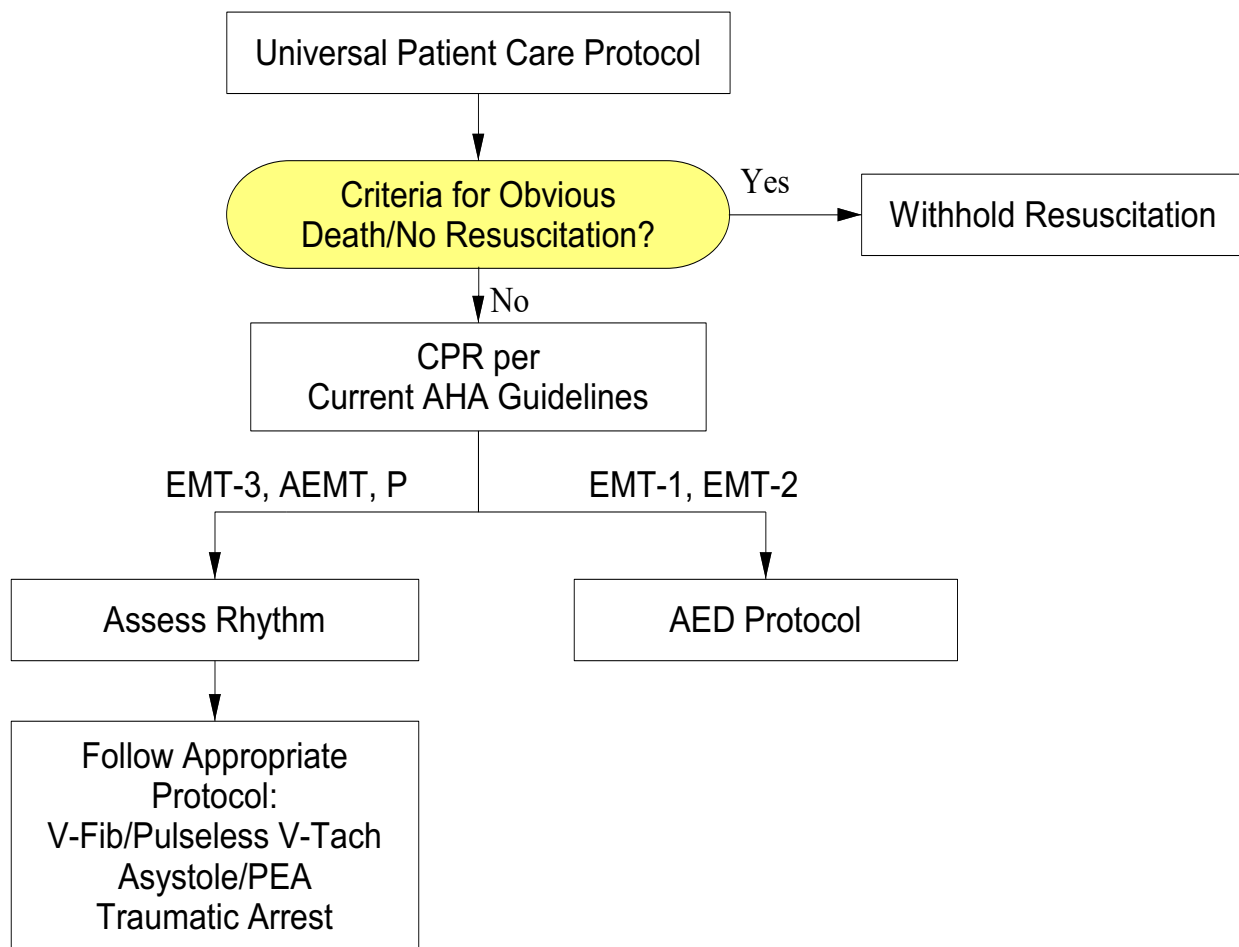 Universal Patient Care Protocol
Criteria for Obvious
Death/No Resuscitation?
Yes
Withhold Resuscitation
No
CPR per
Current AHA Guidelines
EMT-3, AEMT, P
EMT-1, EMT-2
Assess Rhythm
AED Protocol
Follow Appropriate
Protocol:
V-Fib/Pulseless V-Tach
Asystole/PEA
Traumatic Arrest